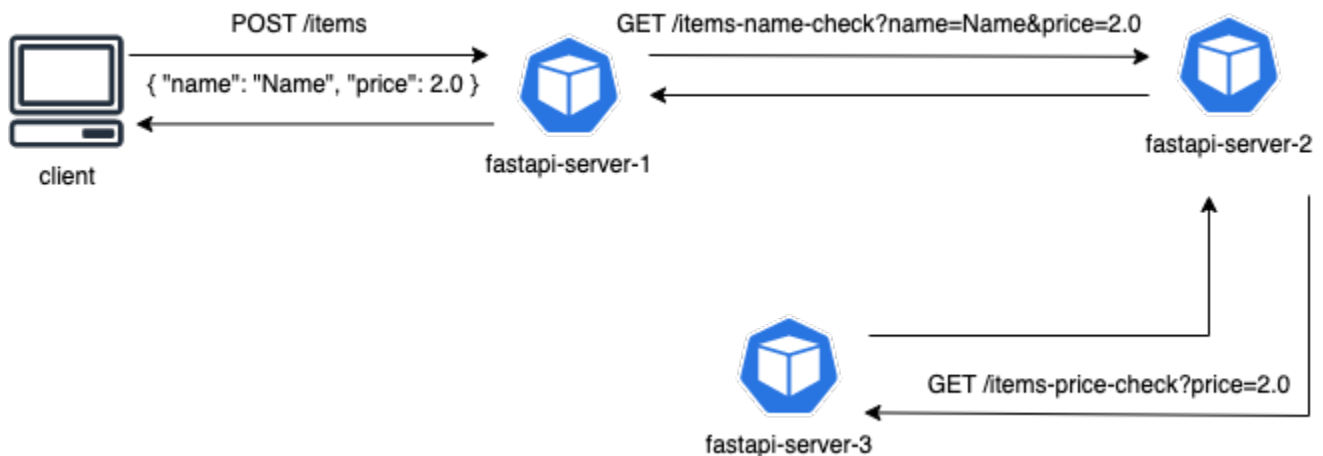 POST /items
GET /items-name-check?name=Name&price=2.0
{ "name": "Name", "price": 2.0 }
fastapi-server-2
fastapi-server-1
client
GET /items-price-check?price=2.0
fastapi-server-3